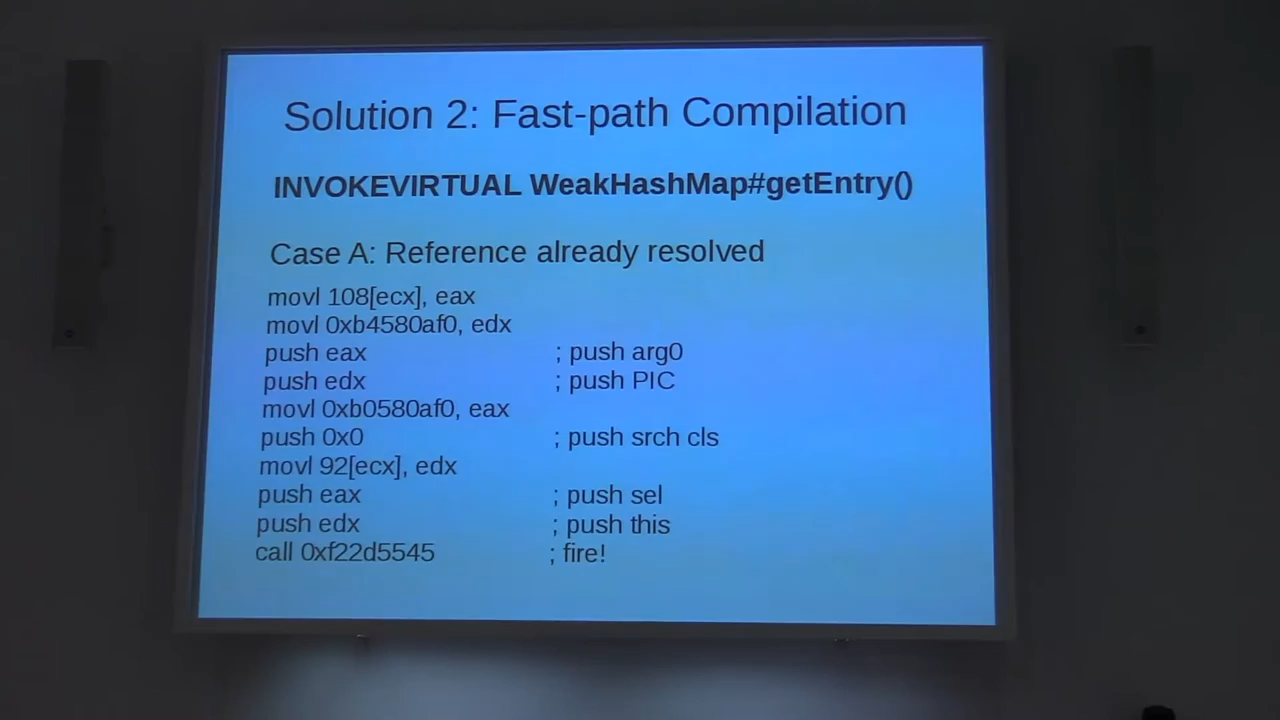 Solution 2: Fast-path Compilation
INVOKEVIRTUAL WeakHashMap#getEntry()
Case A: Reference already resolved
movl 108[ecx], eax
movl 0xb4580af0, edx
push eax ; push arg0
push edx ; push PIC
movl 0xb0580af0, eax
push 0x0 ; push srch cls
movl 92[ecx], edx
push eax ; push sel
push edx ; push this
call 0xf22d5545 ; fire!